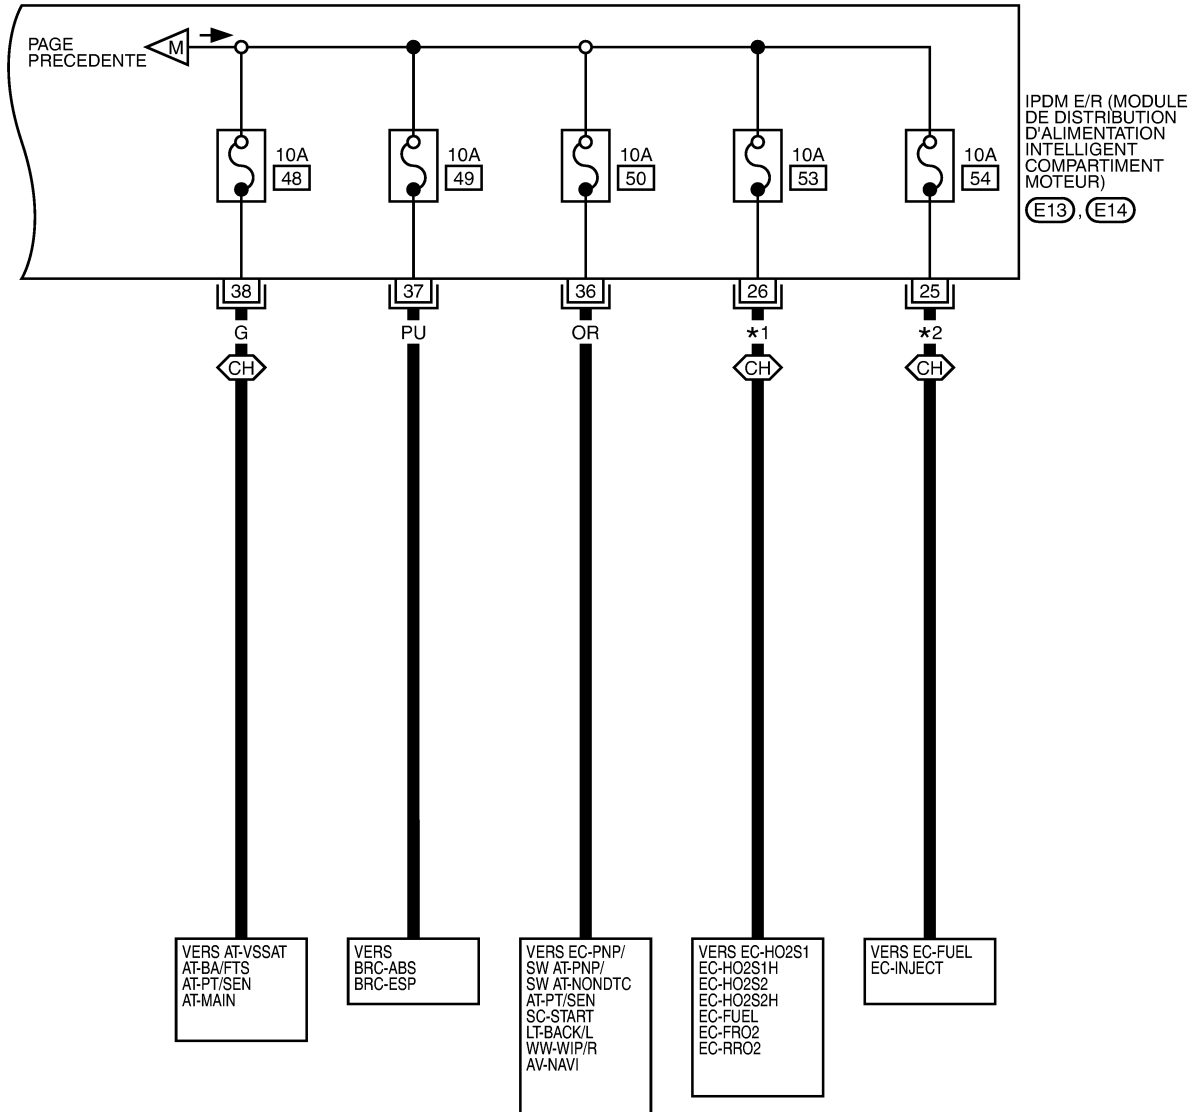 PAGE
PRECEDENTE
M
10A
48
10A
49
10A
50
10A
53
10A
54
IPDM E/R (MODULE
DE DISTRIBUTION
D'ALIMENTATION
INTELLIGENT
COMPARTIMENT
MOTEUR)
E13 , E14
38
37
36
26
25
G
PU
OR
★1
★2
CH
CH
CH
VERS AT-VSSAT
AT-BA/FTS
AT-PT/SEN
AT-MAIN
VERS
BRC-ABS
BRC-ESP
VERS EC-PNP/
SW AT-PNP/
SW AT-NONDTC
AT-PT/SEN
SC-START
LT-BACK/L
WW-WIP/R
AV-NAVI
VERS EC-HO2S1
EC-HO2S1H
EC-HO2S2
EC-HO2S2H
EC-FUEL
EC-FRO2
EC-RRO2
VERS EC-FUEL
EC-INJECT